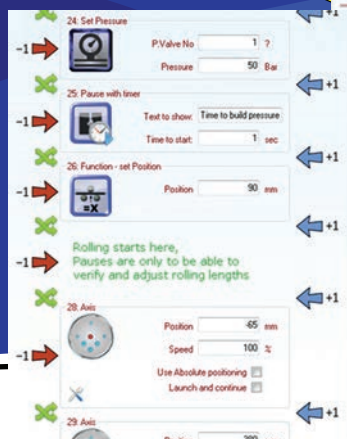 +1
24: Set Pressure
-1
P.Valve No 1 ?
Pressure 50 Bar
+1
25: Pause with timer
-1
Text to show: Time to build pressure
Time to start: 1 sec
+1
26: Function - set Position
-1
Position 90 mm
=X
+1
Rolling starts here,
-1
Pauses are only to be able to
verify and adjust rolling lengths
+1
28: Axis
Position -65 mm
Speed 100 %
-1
Use Absolute positioning
Launch and continue
+1
29: Axis